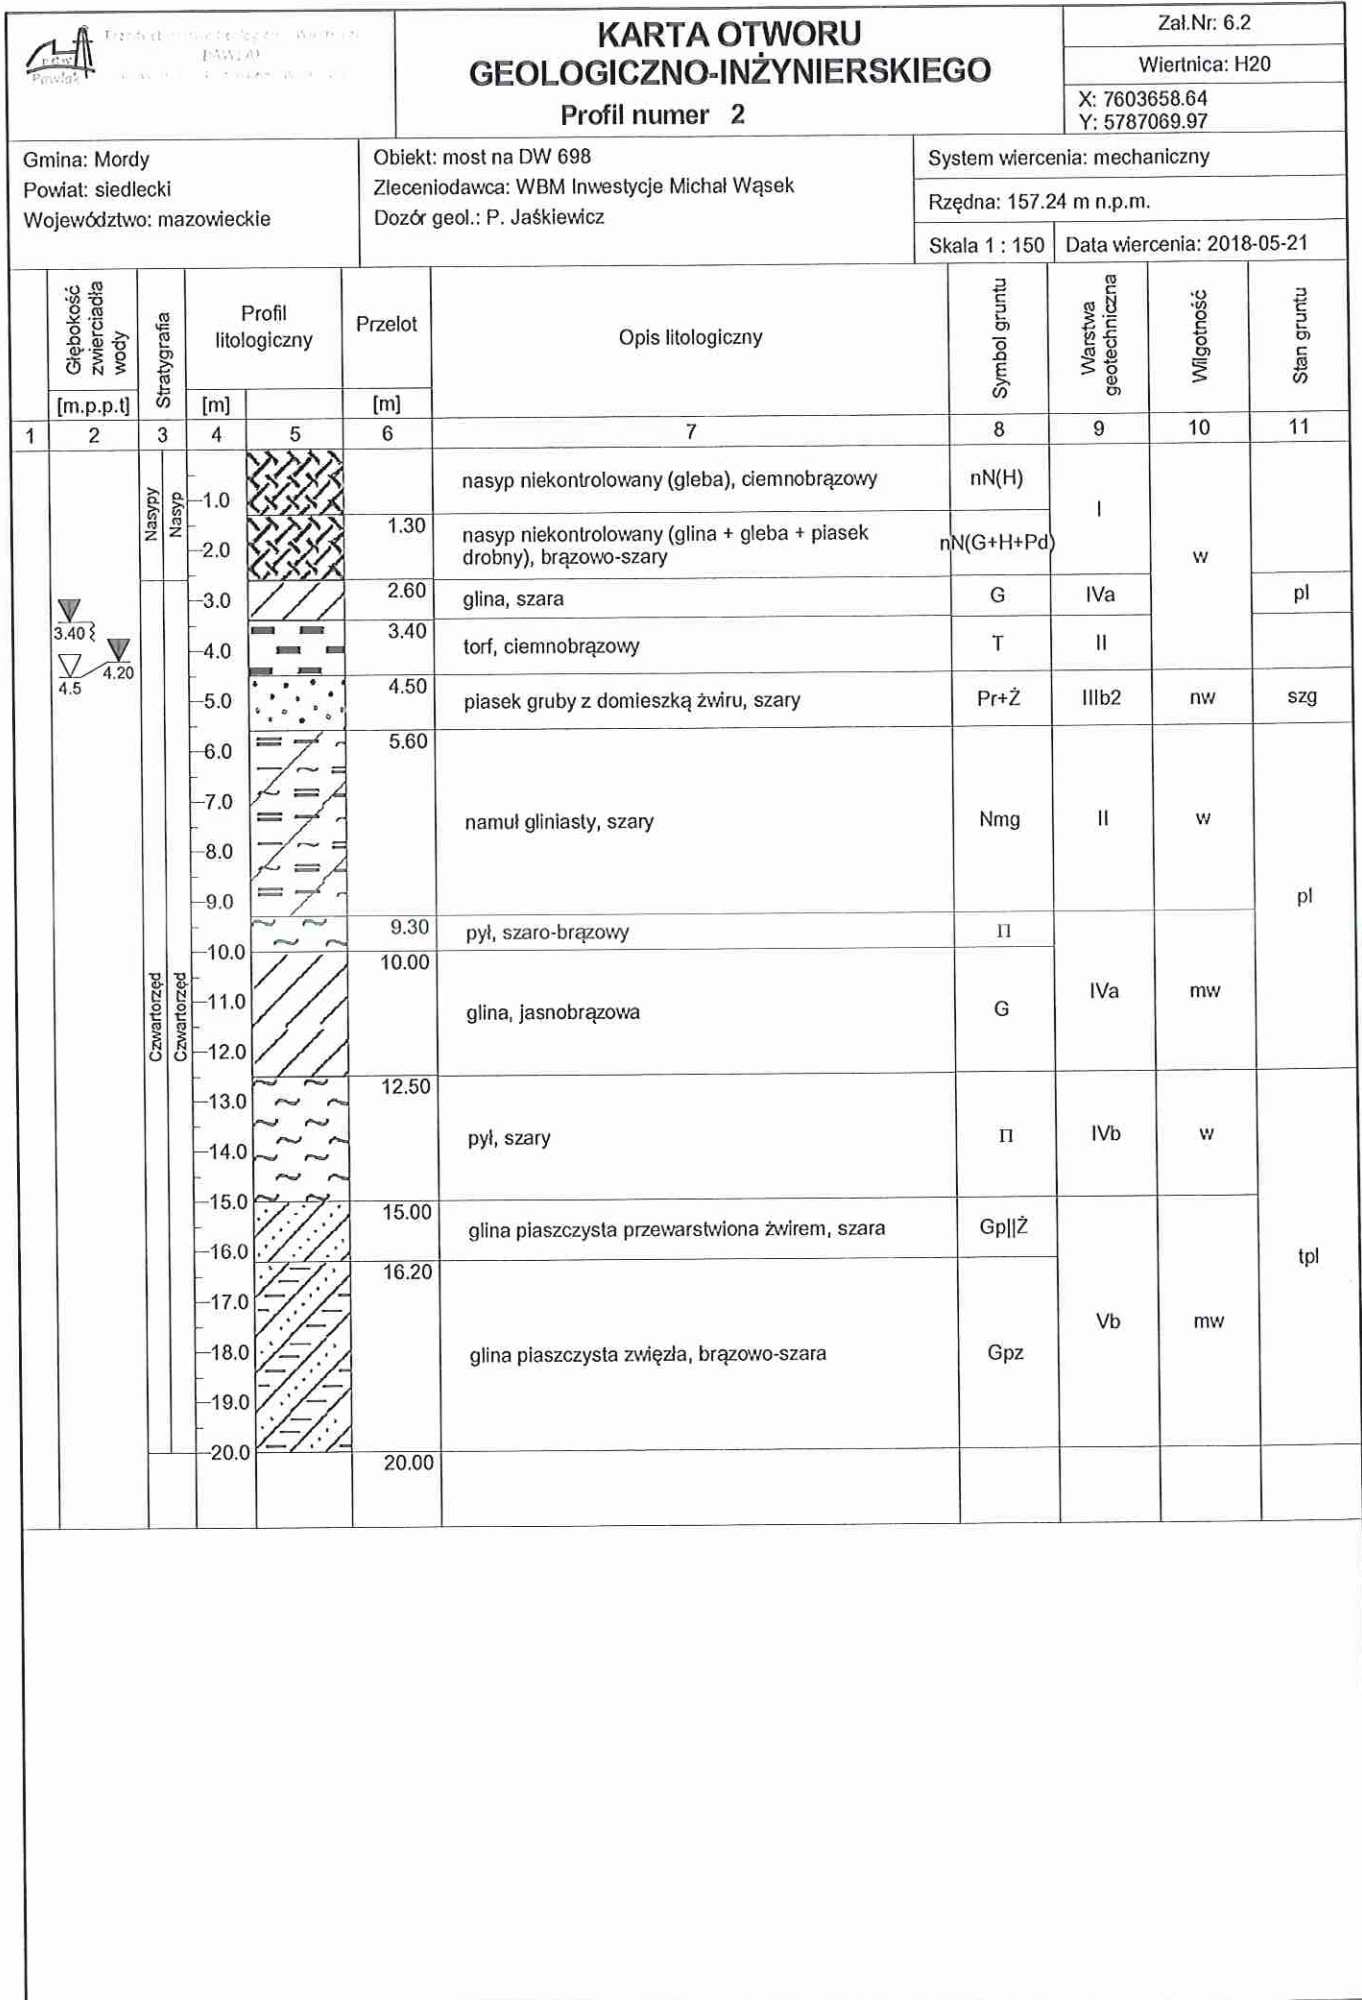 Pawlak
KARTA OTWORU
GEOLOGICZNO-INŻYNIERSKIEGO
Profil numer 2
Zał.Nr: 6.2
Wiertnica: H20
X: 7603658.64
Y: 5787069.97
Gmina: Mordy
Powiat: siedlecki
Województwo: mazowieckie
Obiekt: most na DW 698
Zleceniodawca: WBM Inwestycje Michał Wąsek
Dozór geol.: P. Jaśkiewicz
System wiercenia: mechaniczny
Rzędna: 157.24 m n.p.m.
Skala 1 : 150 Data wiercenia: 2018-05-21
Głębokość
zwierciadła
wody
[m.p.p.t]
Stratygrafia
Profil
litologiczny
[m]
Przelot
[m]
Opis litologiczny
Symbol gruntu
Warstwa
geotechniczna
Wilgotność
Stan gruntu
1 2 3 4 5 6 7 8 9 10 11
Nasypy
Nasyp
nasyp niekontrolowany (gleba), ciemnobrązowy nN(H)
1.0
I
1.30
nasyp niekontrolowany (glina + gleba + piasek
drobny), brązowo-szary
nN(G+H+Pd)
2.0
w
2.60 glina, szara G IVa pl
3.0
3.40
3.40 torf, ciemnobrązowy T II
4.0
4.20
4.5
4.50 piasek gruby z domieszką żwiru, szary Pr+Ż IIIb2 nw szg
5.0
5.60
6.0
7.0
namuł gliniasty, szary Nmg II w
8.0
9.0
pl
9.30 pył, szaro-brązowy Π
10.0
10.00
Czwartorzęd
Czwartorzęd
11.0
glina, jasnobrązowa G IVa mw
12.0
12.50
13.0
pył, szary Π IVb w
14.0
15.0
15.00
glina piaszczysta przewarstwiona żwirem, szara Gp||Ż
16.0
tpl
16.20
17.0
Vb mw
18.0
glina piaszczysta zwięzła, brązowo-szara Gpz
19.0
20.0
20.00